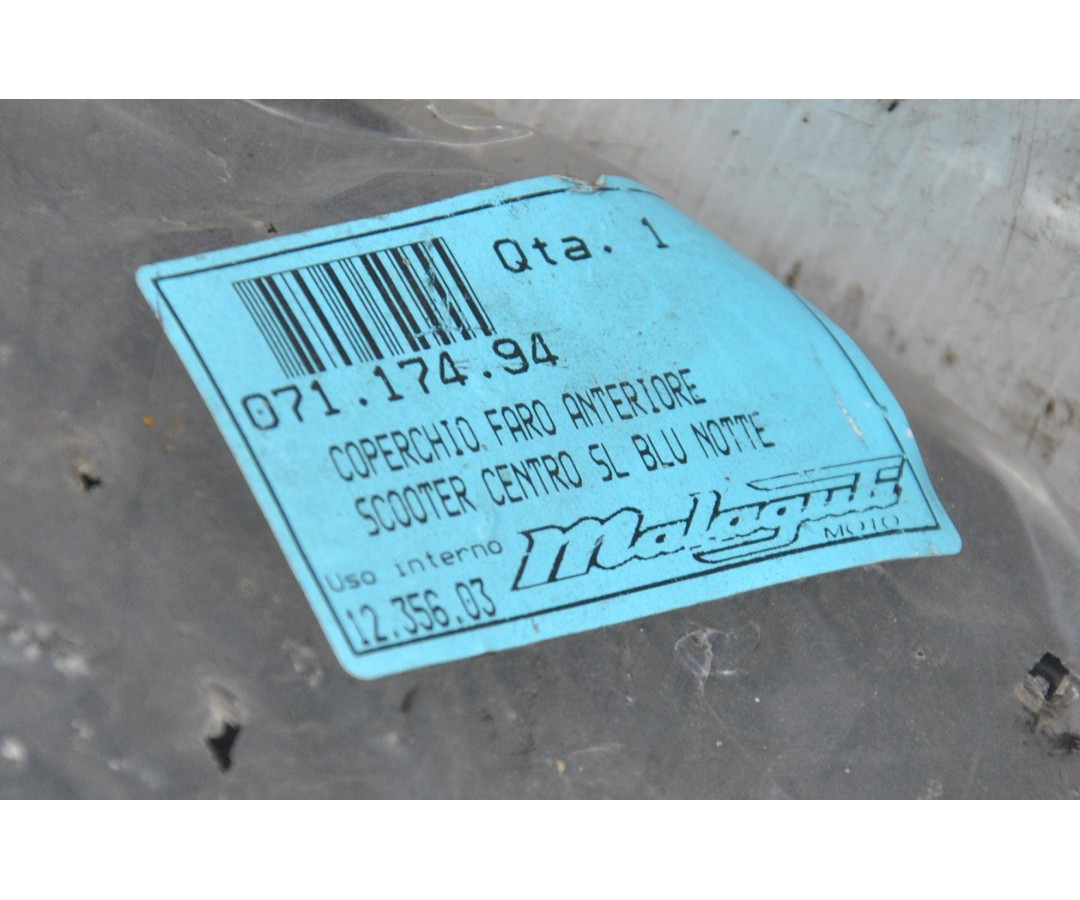 Qta. 1
071.174.94
COPERCHIO FARO ANTERIORE
SCOOTER CENTRO SL BLU NOTTE
Uso interno
12.356.03
Malaguti
MOTO